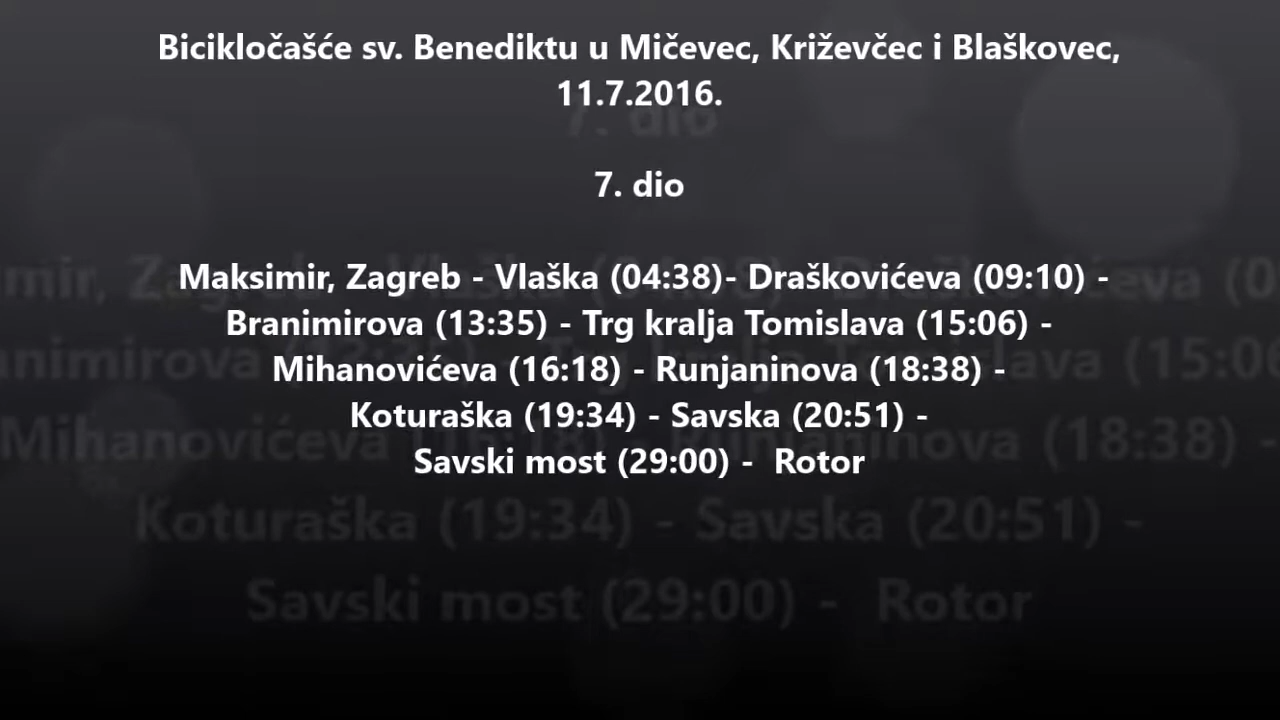 Bicikločašće sv. Benediktu u Mičevec, Križevčec i Blaškovec,
11.7.2016.
7. dio
Maksimir, Zagreb - Vlaška (04:38)- Draškovićeva (09:10) -
Branimirova (13:35) - Trg kralja Tomislava (15:06) -
Mihanovićeva (16:18) - Runjaninova (18:38) -
Koturaška (19:34) - Savska (20:51) -
Savski most (29:00) -  Rotor